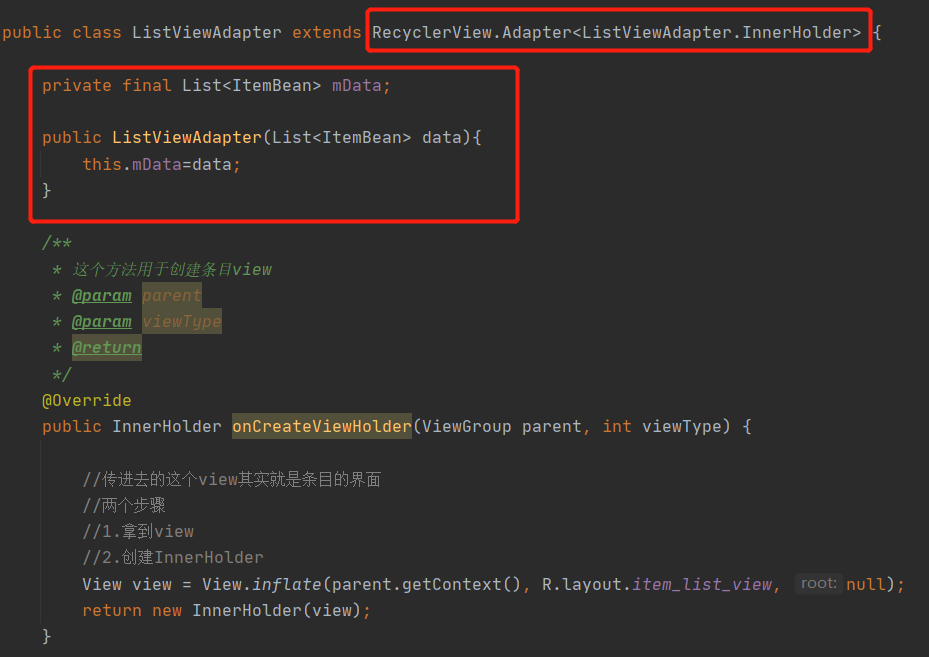 public class ListViewAdapter extends RecyclerView.Adapter<ListViewAdapter.InnerHolder> {
private final List<ItemBean> mData;
public ListViewAdapter(List<ItemBean> data){
this.mData=data;
}
/**
* 这个方法用于创建条目view
* @param parent
* @param viewType
* @return
*/
@Override
public InnerHolder onCreateViewHolder(ViewGroup parent, int viewType) {
//传进去的这个view其实就是条目的界面
//两个步骤
//1.拿到view
//2.创建InnerHolder
View view = View.inflate(parent.getContext(), R.layout.item_list_view, root: null);
return new InnerHolder(view);
}